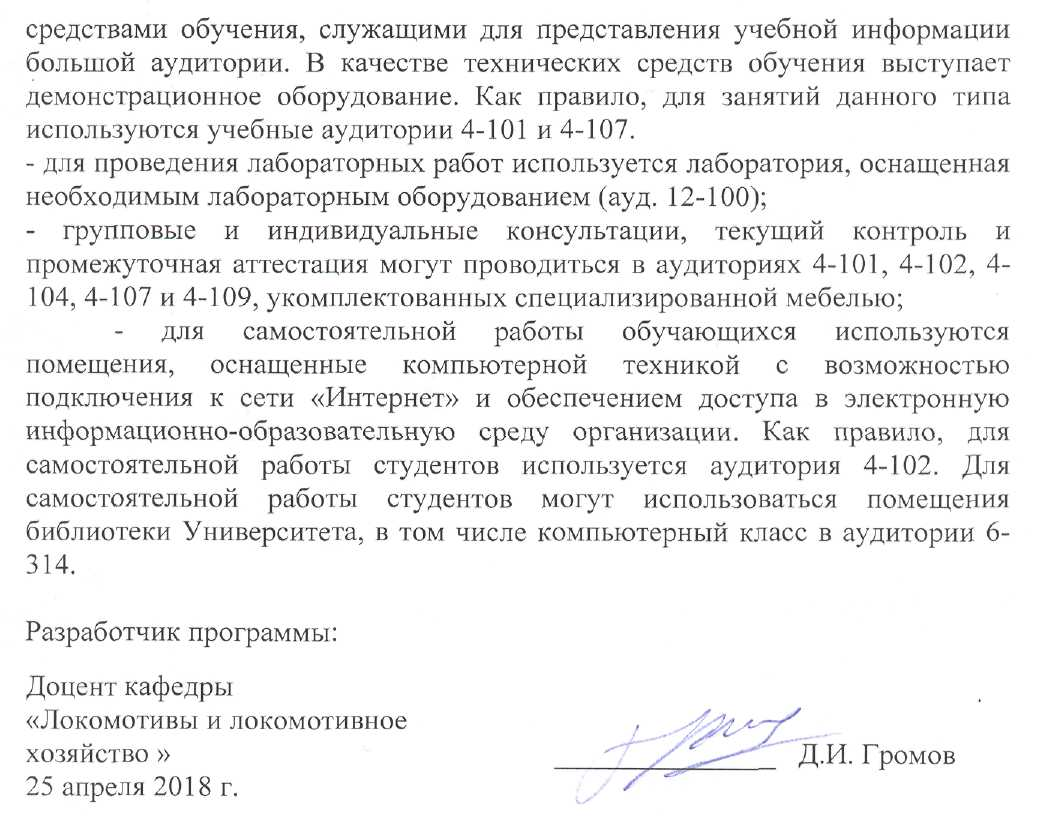 средствами обучения, служащими для представления учебной информации
большой аудитории. В качестве технических средств обучения выступает
демонстрационное оборудование. Как правило, для занятий данного типа
используются учебные аудитории 4-101 и 4-107.
- для проведения лабораторных работ используется лаборатория, оснащенная
необходимым лабораторным оборудованием (ауд. 12-100);
- групповые и индивидуальные консультации, текущий контроль и
промежуточная аттестация могут проводиться в аудиториях 4-101, 4-102, 4-
104, 4-107 и 4-109, укомплектованных специализированной мебелью;
- для самостоятельной работы обучающихся используются
помещения, оснащенные компьютерной техникой с возможностью
подключения к сети «Интернет» и обеспечением доступа в электронную
информационно-образовательную среду организации. Как правило, для
самостоятельной работы студентов используется аудитория 4-102. Для
самостоятельной работы студентов могут использоваться помещения
библиотеки Университета, в том числе компьютерный класс в аудитории 6-
314.
Разработчик программы:
Доцент кафедры
«Локомотивы и локомотивное
хозяйство »
Д.И. Громов
25 апреля 2018 г.